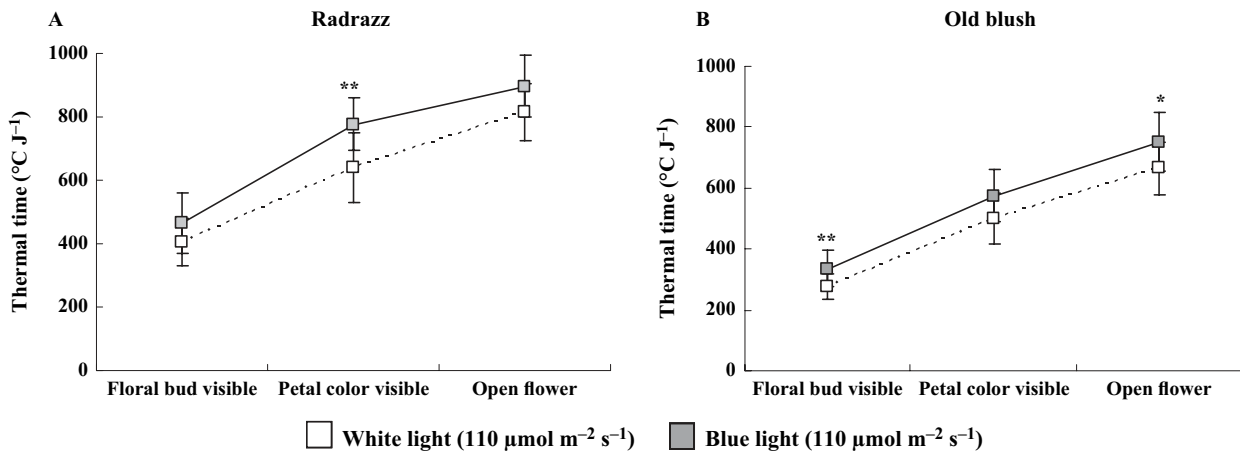 A
Radrazz
1000
**
800
600
400
200
0
Thermal time (°C J⁻¹)
Floral bud visible
Petal color visible
Open flower
B
Old blush
1000
*
800
600
**
400
200
0
Thermal time (°C J⁻¹)
Floral bud visible
Petal color visible
Open flower
White light (110 µmol m⁻² s⁻¹)
Blue light (110 µmol m⁻² s⁻¹)